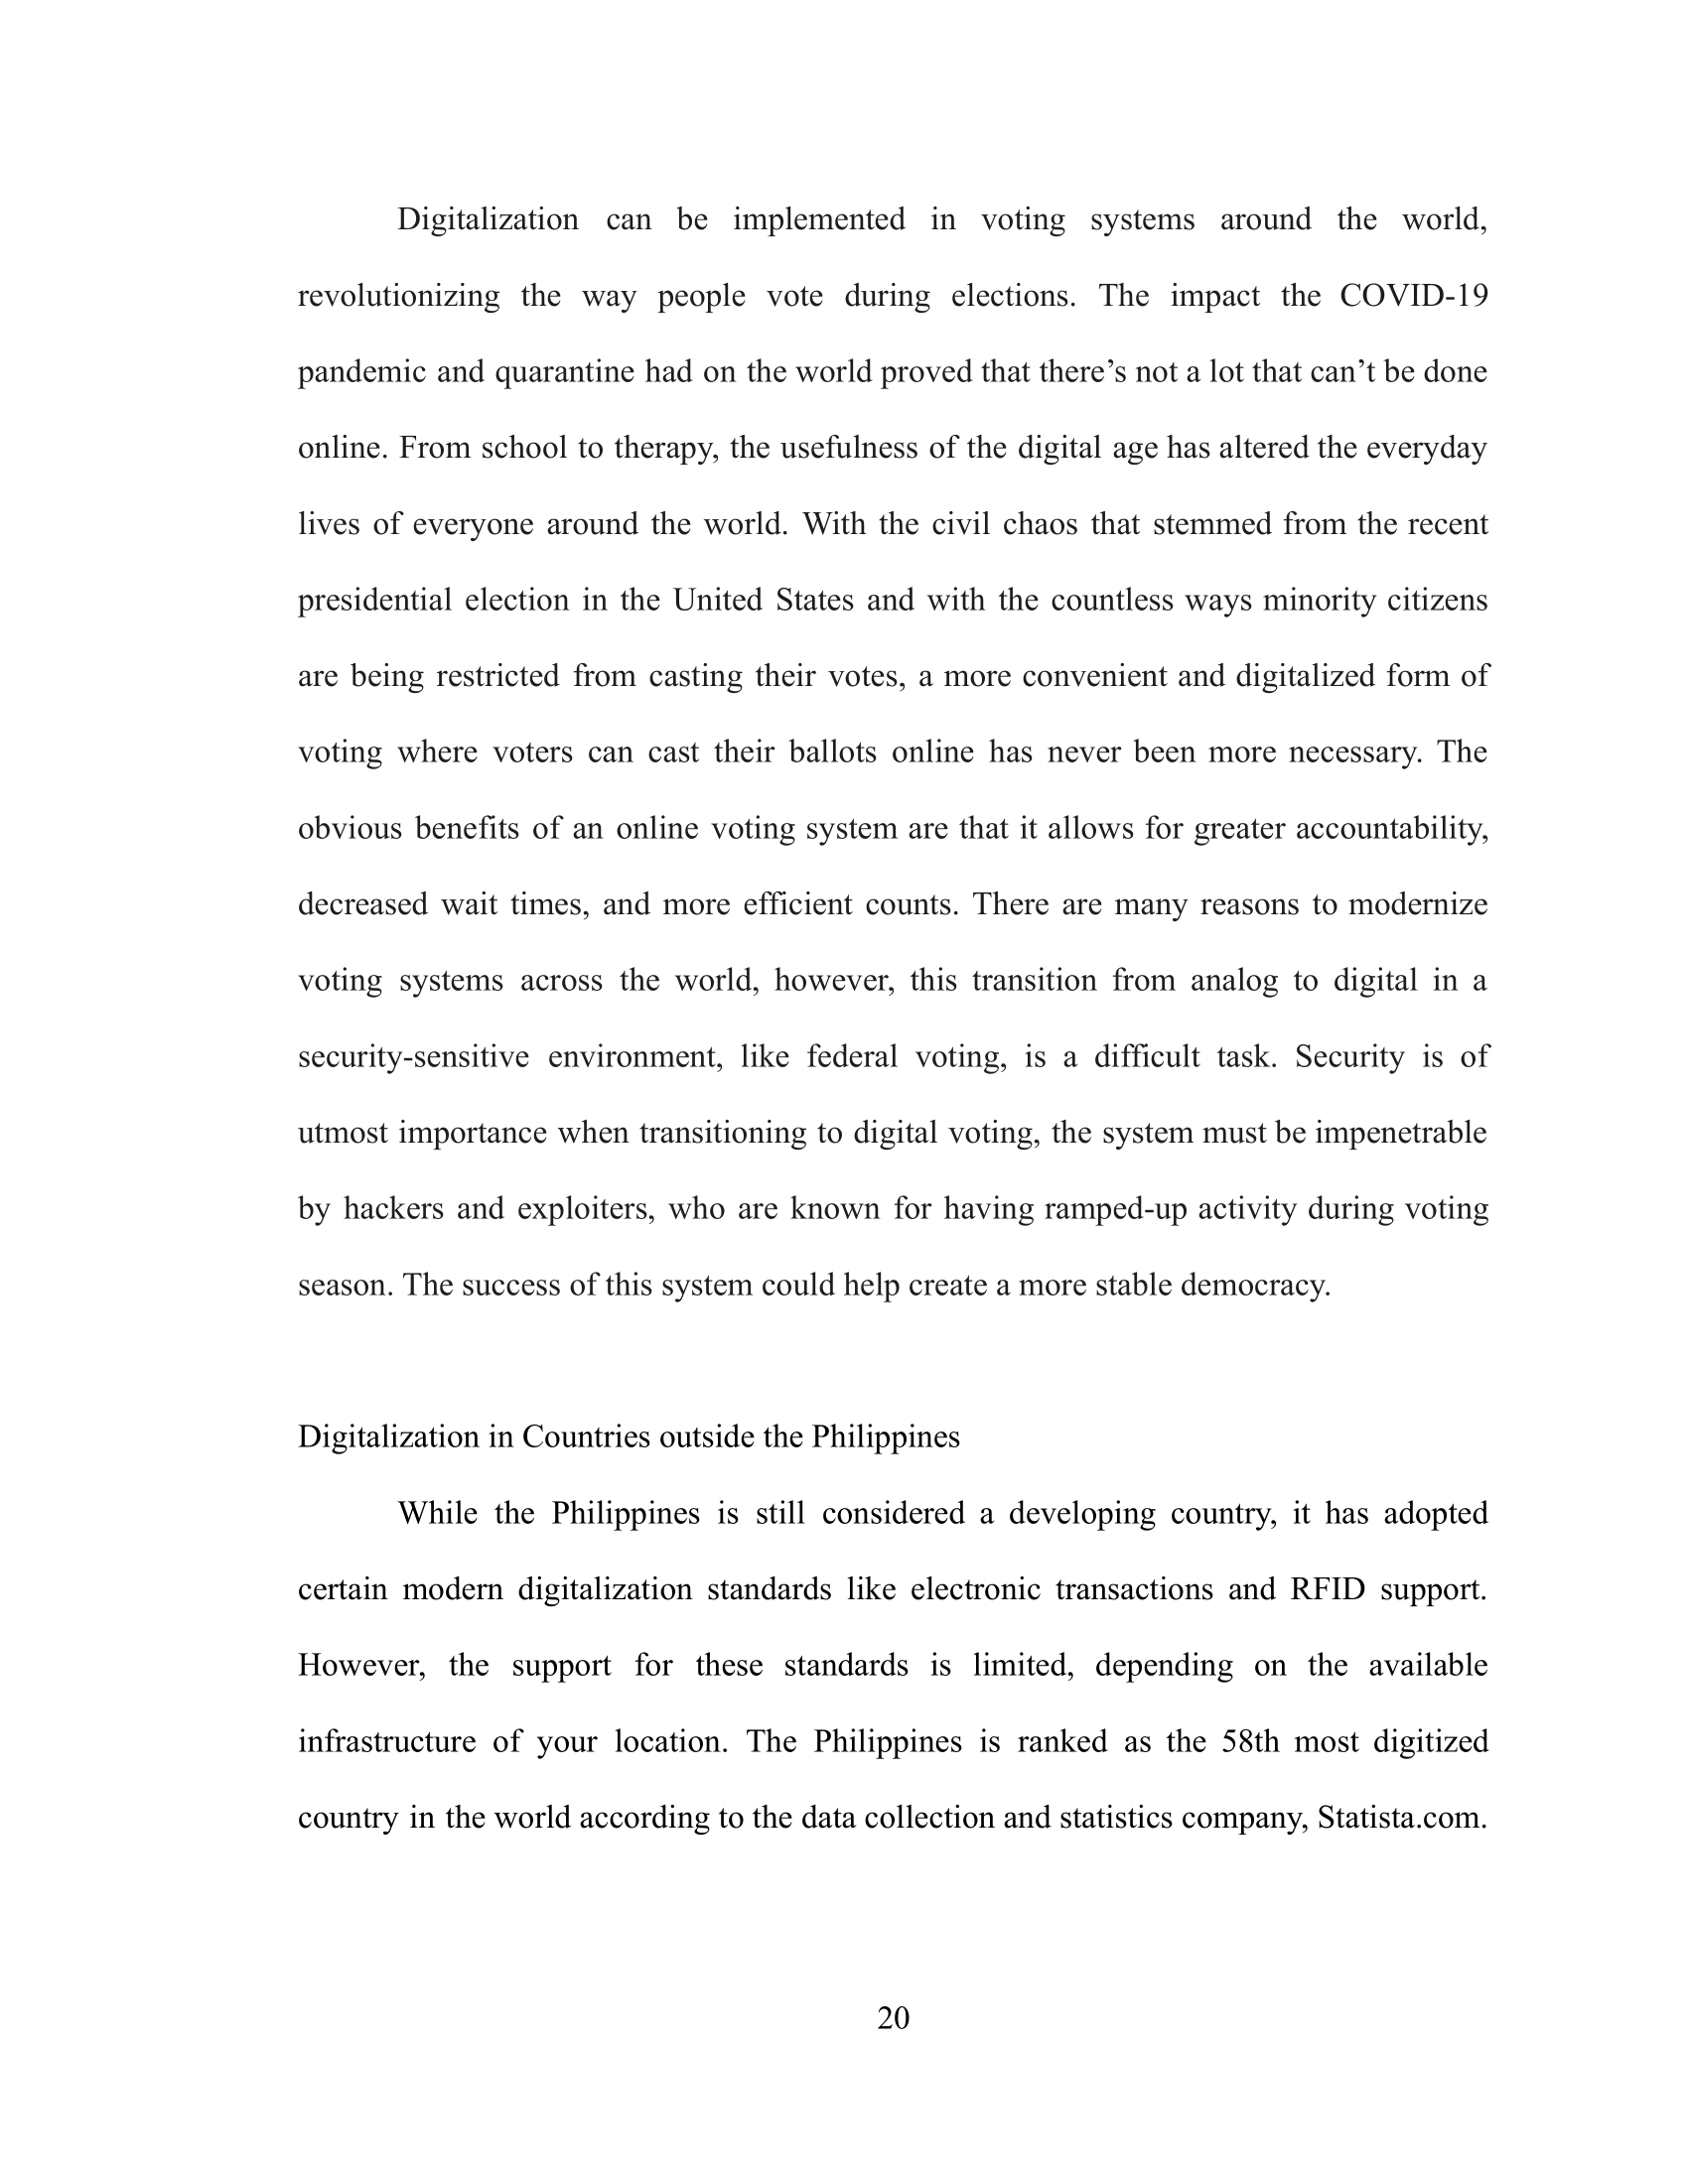 Digitalization can be implemented in voting systems around the world,
revolutionizing the way people vote during elections. The impact the COVID-19
pandemic and quarantine had on the world proved that there’s not a lot that can’t be done
online. From school to therapy, the usefulness of the digital age has altered the everyday
lives of everyone around the world. With the civil chaos that stemmed from the recent
presidential election in the United States and with the countless ways minority citizens
are being restricted from casting their votes, a more convenient and digitalized form of
voting where voters can cast their ballots online has never been more necessary. The
obvious benefits of an online voting system are that it allows for greater accountability,
decreased wait times, and more efficient counts. There are many reasons to modernize
voting systems across the world, however, this transition from analog to digital in a
security-sensitive environment, like federal voting, is a difficult task. Security is of
utmost importance when transitioning to digital voting, the system must be impenetrable
by hackers and exploiters, who are known for having ramped-up activity during voting
season. The success of this system could help create a more stable democracy.
Digitalization in Countries outside the Philippines
While the Philippines is still considered a developing country, it has adopted
certain modern digitalization standards like electronic transactions and RFID support.
However, the support for these standards is limited, depending on the available
infrastructure of your location. The Philippines is ranked as the 58th most digitized
country in the world according to the data collection and statistics company, Statista.com.
20